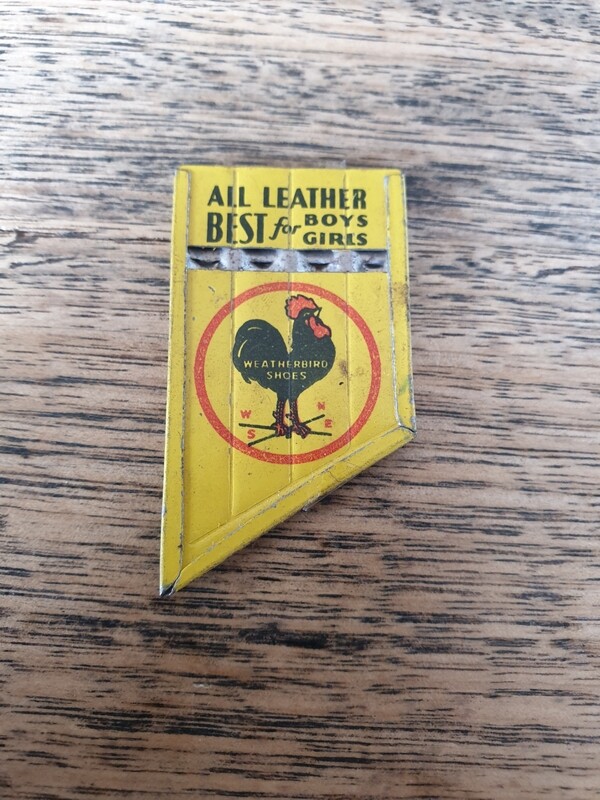 ALL LEATHER
BEST for BOYS
GIRLS
WEATHERBIRD
SHOES
W N
S E